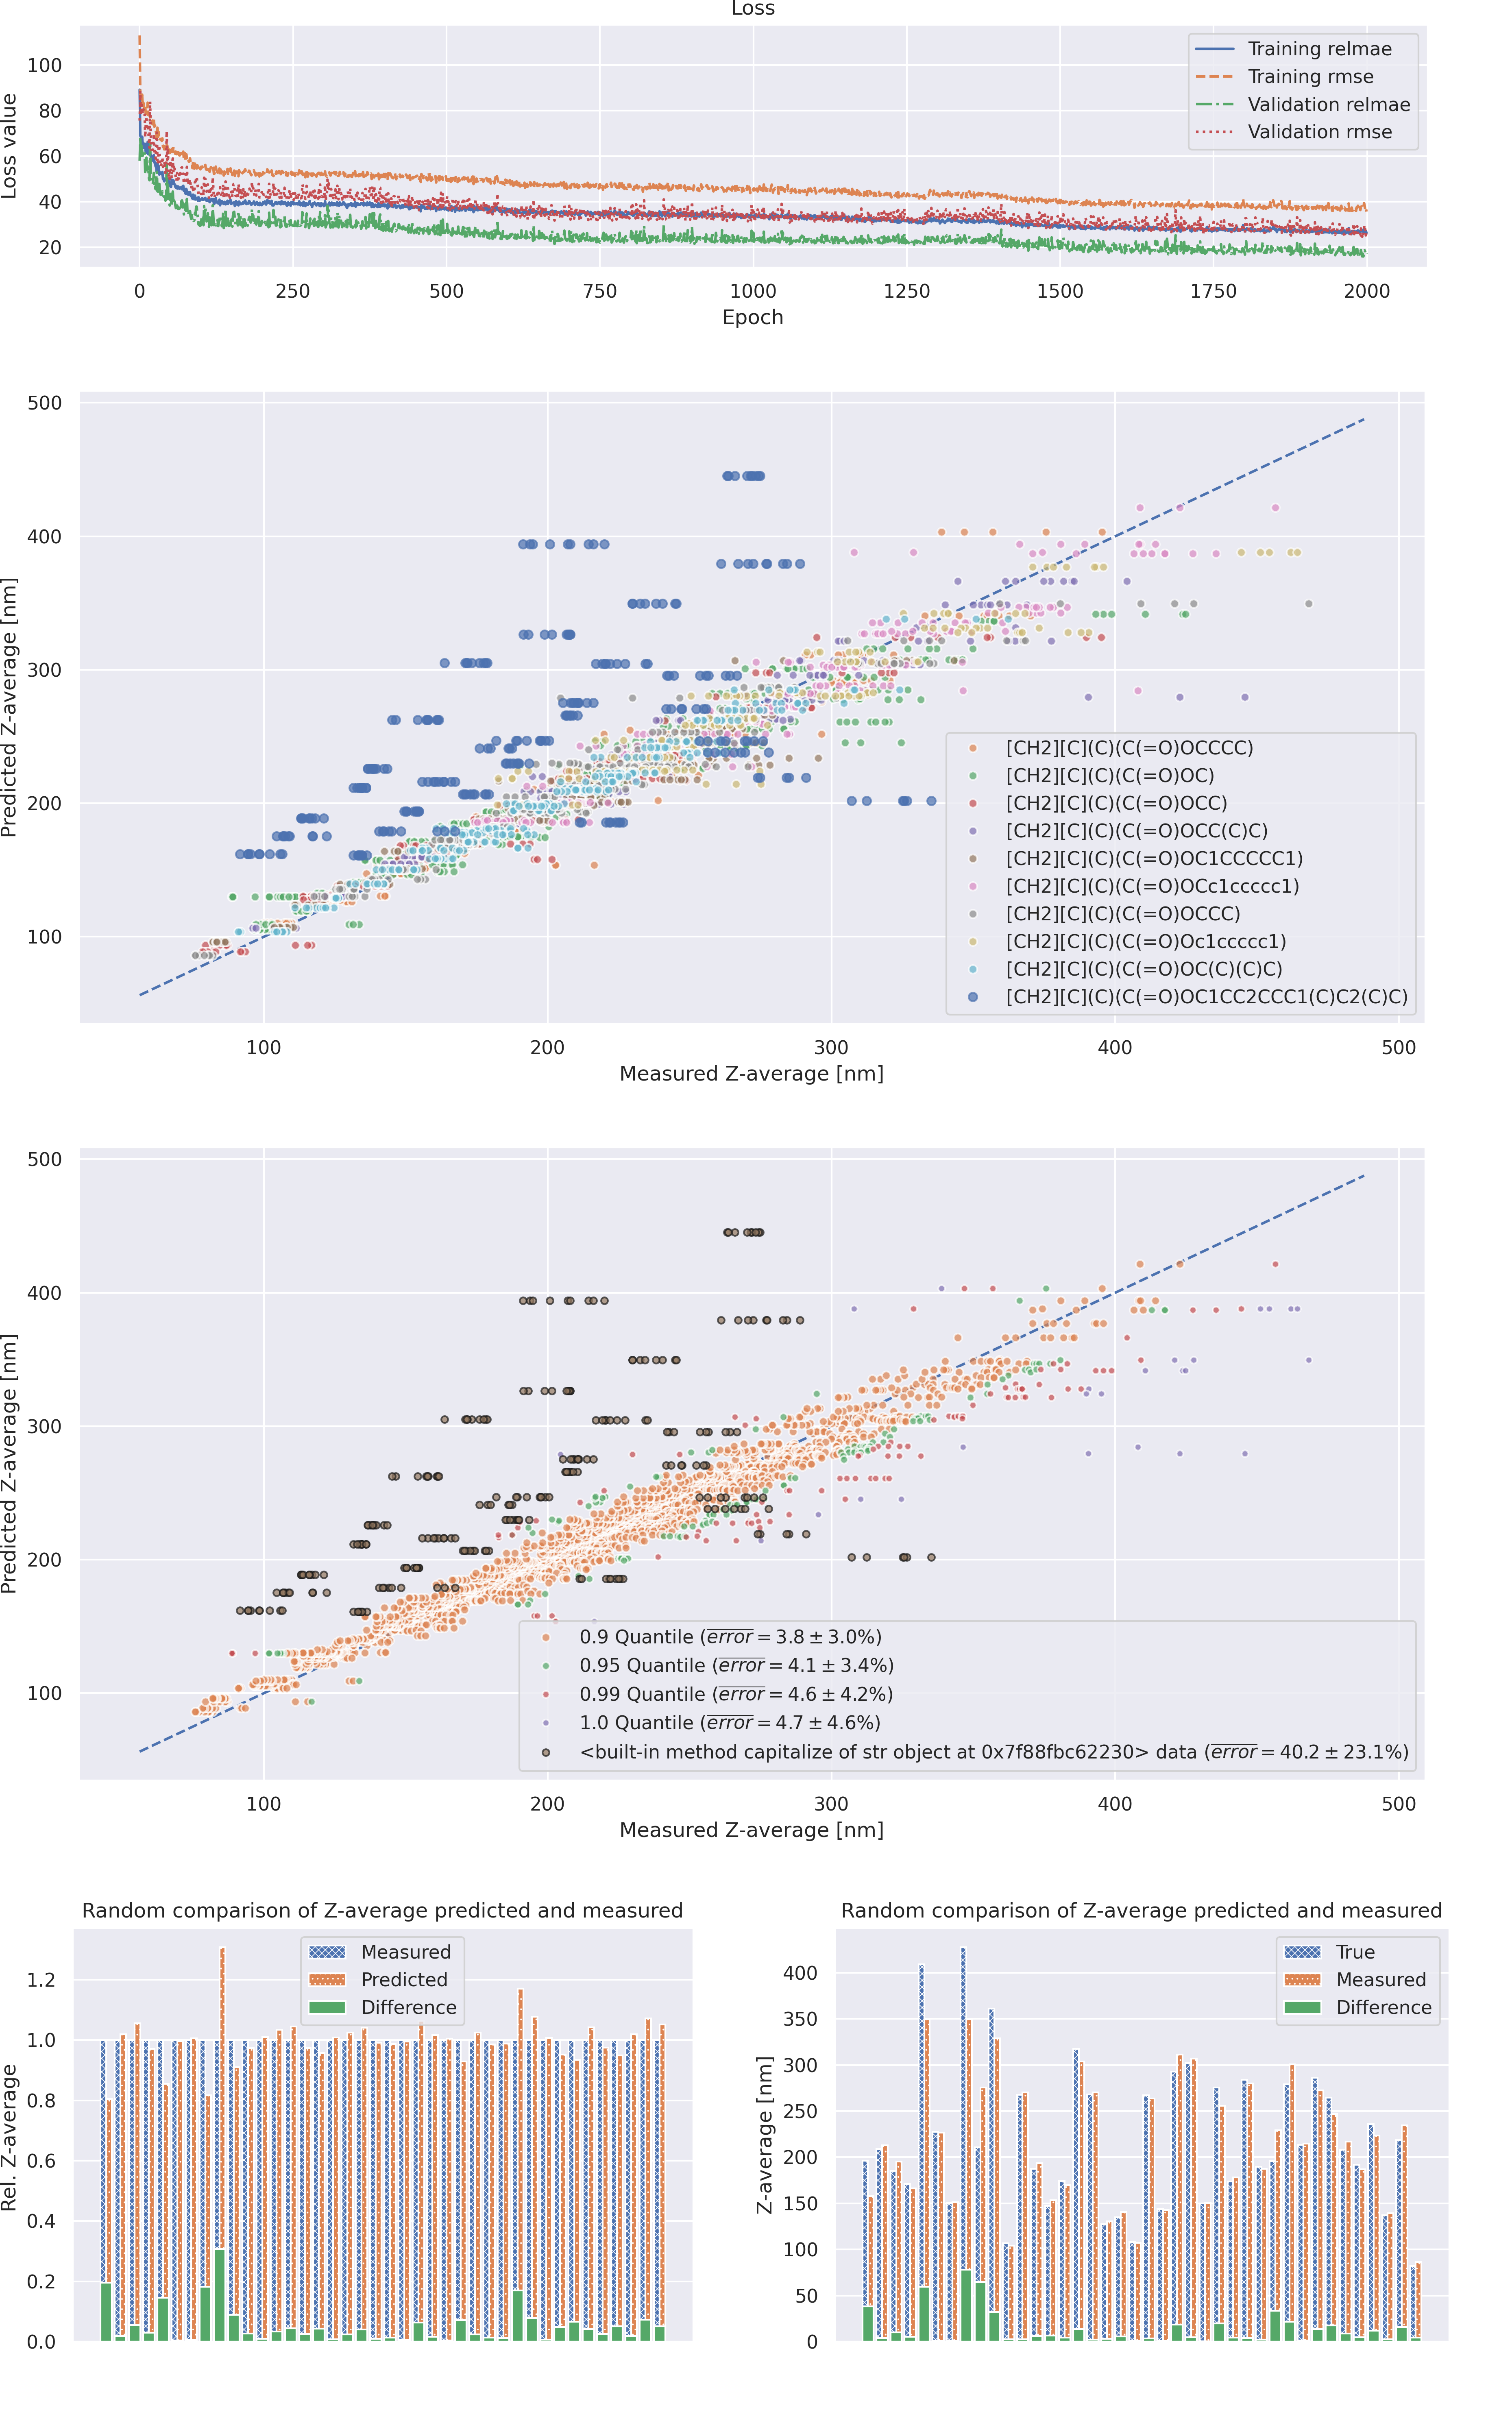 Loss
Loss value
100
80
60
40
20
Training relmae
Training rmse
Validation relmae
Validation rmse
0 250 500 750 1000 1250 1500 1750 2000
Epoch
Predicted Z-average [nm]
500
400
300
200
100
[CH2][C](C)(C(=O)OCCCC)
[CH2][C](C)(C(=O)OC)
[CH2][C](C)(C(=O)OCC)
[CH2][C](C)(C(=O)OCC(C)C)
[CH2][C](C)(C(=O)OC1CCCCC1)
[CH2][C](C)(C(=O)OCc1ccccc1)
[CH2][C](C)(C(=O)OCCC)
[CH2][C](C)(C(=O)Oc1ccccc1)
[CH2][C](C)(C(=O)OC(C)(C)C)
[CH2][C](C)(C(=O)OC1CC2CCC1(C)C2(C)C)
100 200 300 400 500
Measured Z-average [nm]
Predicted Z-average [nm]
500
400
300
200
100
0.9 Quantile (error = 3.8 ± 3.0%)
0.95 Quantile (error = 4.1 ± 3.4%)
0.99 Quantile (error = 4.6 ± 4.2%)
1.0 Quantile (error = 4.7 ± 4.6%)
<built-in method capitalize of str object at 0x7f88fbc62230> data (error = 40.2 ± 23.1%)
100 200 300 400 500
Measured Z-average [nm]
Random comparison of Z-average predicted and measured
Rel. Z-average
1.2
1.0
0.8
0.6
0.4
0.2
0.0
Measured
Predicted
Difference
Random comparison of Z-average predicted and measured
Z-average [nm]
400
350
300
250
200
150
100
50
0
True
Measured
Difference